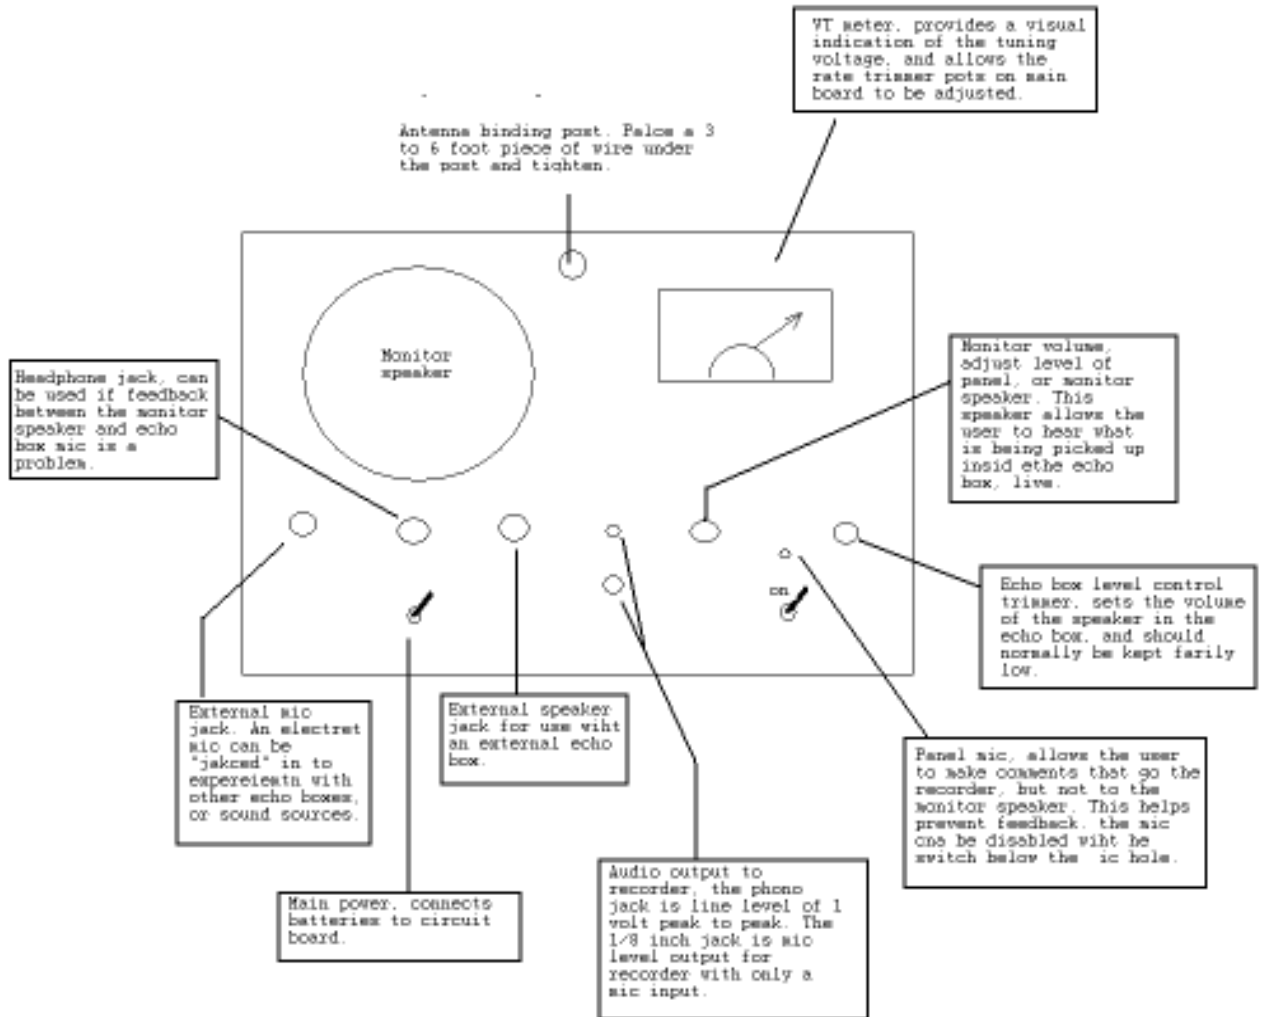 VT meter, provides a visual
indication of the tuning
voltage, and allows the
rate trimmer pots on main
board to be adjusted.
Antenna binding post. Palce a 3
to 6 foot piece of wire under
the post and tighten.
Monitor
speaker
Headphone jack, can
be used if feedback
between the monitor
speaker and echo
box mic is a
problem.
Monitor volume,
adjust level of
panel, or monitor
speaker. This
speaker allows the
user to hear what
is being picked up
insid ethe echo
box, live.
on
Echo box level control
trimmer, sets the volume
of the speaker in the
echo box, and should
normally be kept farily
low.
External mic
jack. An electret
mic can be
"jakced" in to
expereiemtn with
other echo boxes,
or sound sources.
External speaker
jack for use wiht
an external echo
box.
Panel mic, allows the user
to make comments that go the
recorder, but not to the
monitor speaker. This helps
prevent feedback. the mic
cna be disabled wiht he
switch below the ic hole.
Main power, connects
batteries to circuit
board.
Audio output to
recorder, the phono
jack is line level of 1
volt peak to peak. The
1/8 inch jack is mic
level output for
recorder with only a
mic input.